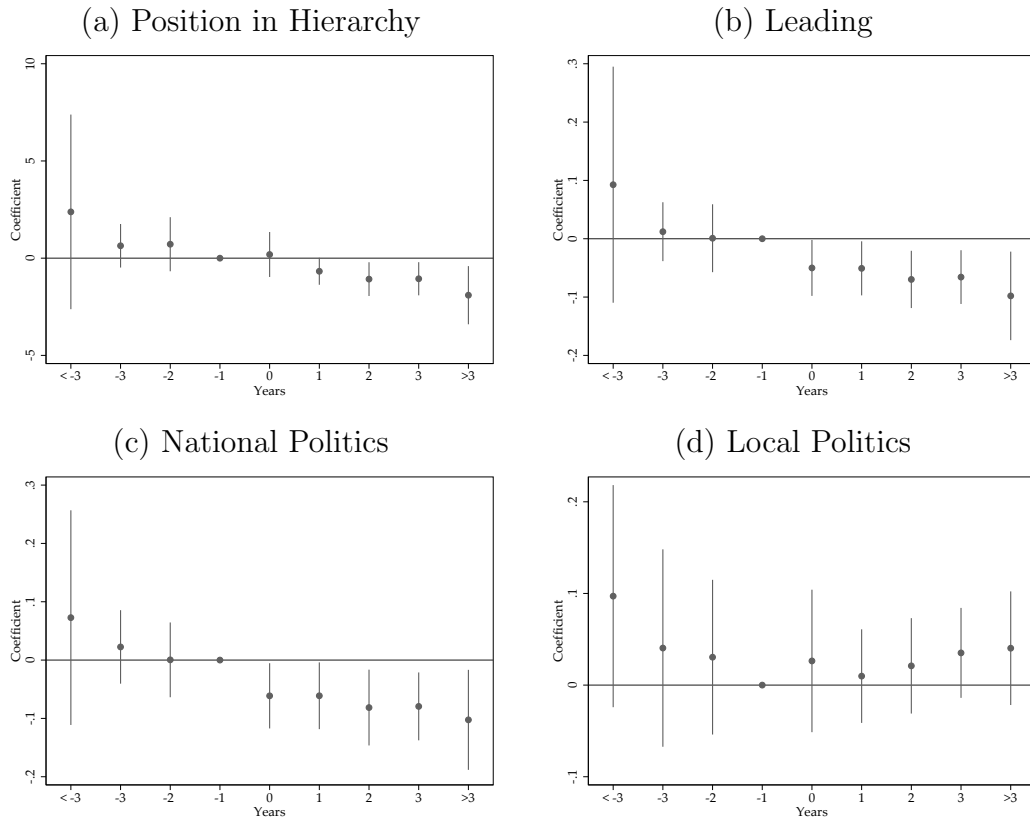 (a) Position in Hierarchy
10
5
0
-5
Coefficient
< -3 -3 -2 -1 0 1 2 3 >3
Years
(b) Leading
.3
.2
.1
0
-.1
-.2
Coefficient
< -3 -3 -2 -1 0 1 2 3 >3
Years
(c) National Politics
.3
.2
.1
0
-.1
-.2
Coefficient
< -3 -3 -2 -1 0 1 2 3 >3
Years
(d) Local Politics
.2
.1
0
-.1
Coefficient
< -3 -3 -2 -1 0 1 2 3 >3
Years